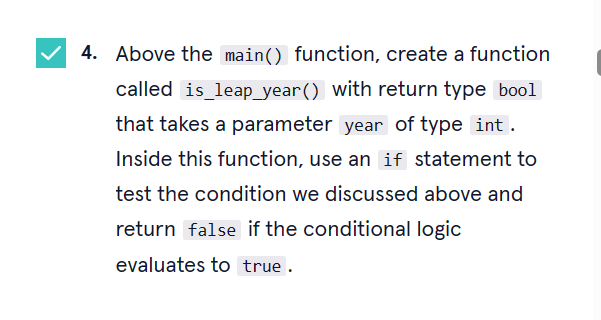 4. Above the main() function, create a function
called is_leap_year() with return type bool
that takes a parameter year of type int.
Inside this function, use an if statement to
test the condition we discussed above and
return false if the conditional logic
evaluates to true.